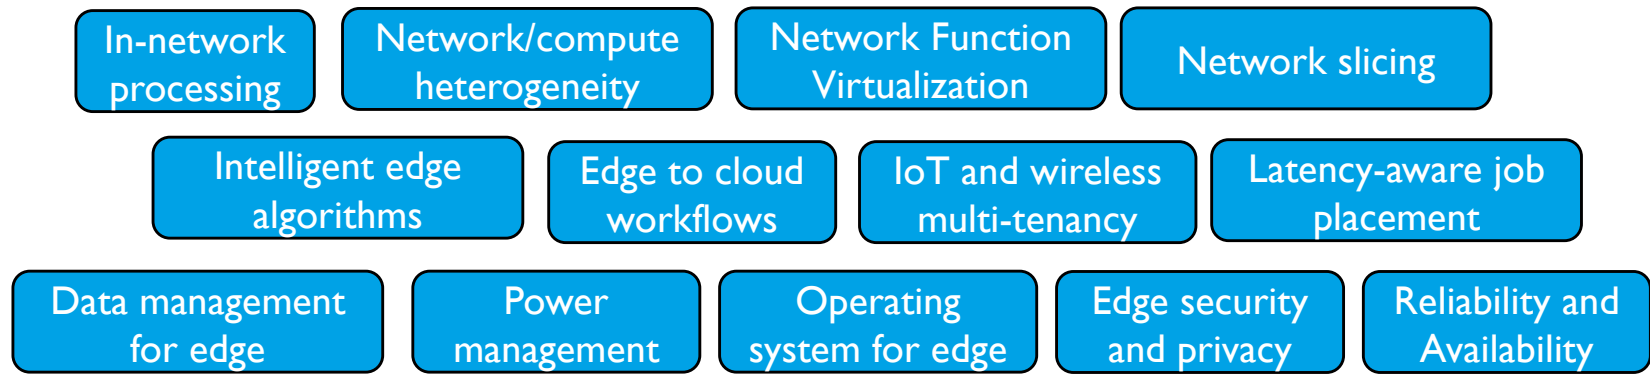 In-network
processing
Network/compute
heterogeneity
Network Function
Virtualization
Network slicing
Intelligent edge
algorithms
Edge to cloud
workflows
IoT and wireless
multi-tenancy
Latency-aware job
placement
Data management
for edge
Power
management
Operating
system for edge
Edge security
and privacy
Reliability and
Availability